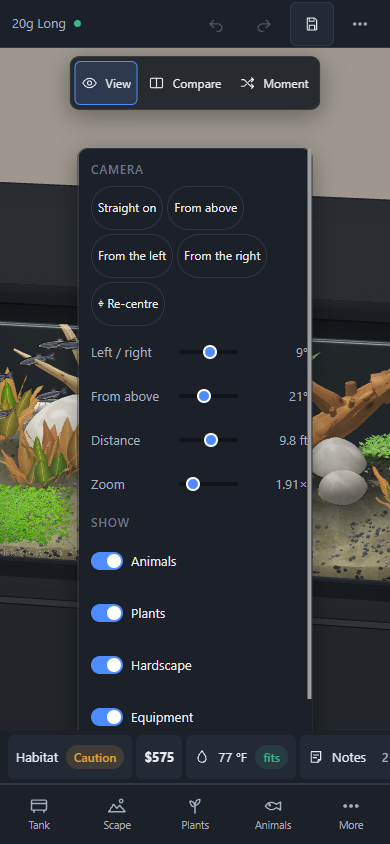 20g Long
View Compare Moment
CAMERA
Straight on From above
From the left From the right
⌖ Re-centre
Left / right 9°
From above 21°
Distance 9.8 ft
Zoom 1.91×
SHOW
Animals
Plants
Hardscape
Equipment
Habitat Caution $575 77 °F fits Notes 2
Tank Scape Plants Animals More